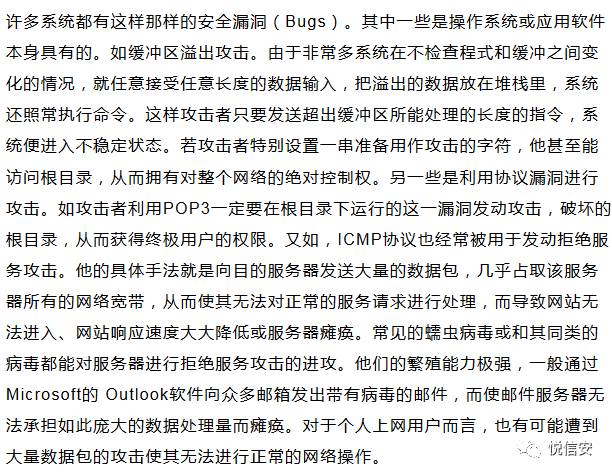 许多系统都有这样那样的安全漏洞（Bugs）。其中一些是操作系统或应用软件
本身具有的。如缓冲区溢出攻击。由于非常多系统在不检查程式和缓冲之间变
化的情况，就任意接受任意长度的数据输入，把溢出的数据放在堆栈里，系统
还照常执行命令。这样攻击者只要发送超出缓冲区所能处理的长度的指令，系
统便进入不稳定状态。若攻击者特别设置一串准备用作攻击的字符，他甚至能
访问根目录，从而拥有对整个网络的绝对控制权。另一些是利用协议漏洞进行
攻击。如攻击者利用POP3一定要在根目录下运行的这一漏洞发动攻击，破坏的
根目录，从而获得终极用户的权限。又如，ICMP协议也经常被用于发动拒绝服
务攻击。他的具体手法就是向目的服务器发送大量的数据包，几乎占取该服务
器所有的网络宽带，从而使其无法对正常的服务请求进行处理，而导致网站无
法进入、网站响应速度大大降低或服务器瘫痪。常见的蠕虫病毒或和其同类的
病毒都能对服务器进行拒绝服务攻击的进攻。他们的繁殖能力极强，一般通过
Microsoft的 Outlook软件向众多邮箱发出带有病毒的邮件，而使邮件服务器无
法承担如此庞大的数据处理量而瘫痪。对于个人上网用户而言，也有可能遭到
大量数据包的攻击使其无法进行正常的网络操作。
悦信安